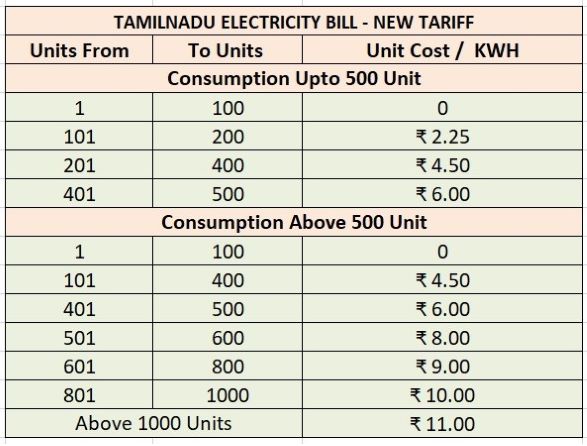 TAMILNADU ELECTRICITY BILL - NEW TARIFF
Units From To Units Unit Cost / KWH
Consumption Upto 500 Unit
1 100 0
101 200 ₹ 2.25
201 400 ₹ 4.50
401 500 ₹ 6.00
Consumption Above 500 Unit
1 100 0
101 400 ₹ 4.50
401 500 ₹ 6.00
501 600 ₹ 8.00
601 800 ₹ 9.00
801 1000 ₹ 10.00
Above 1000 Units ₹ 11.00